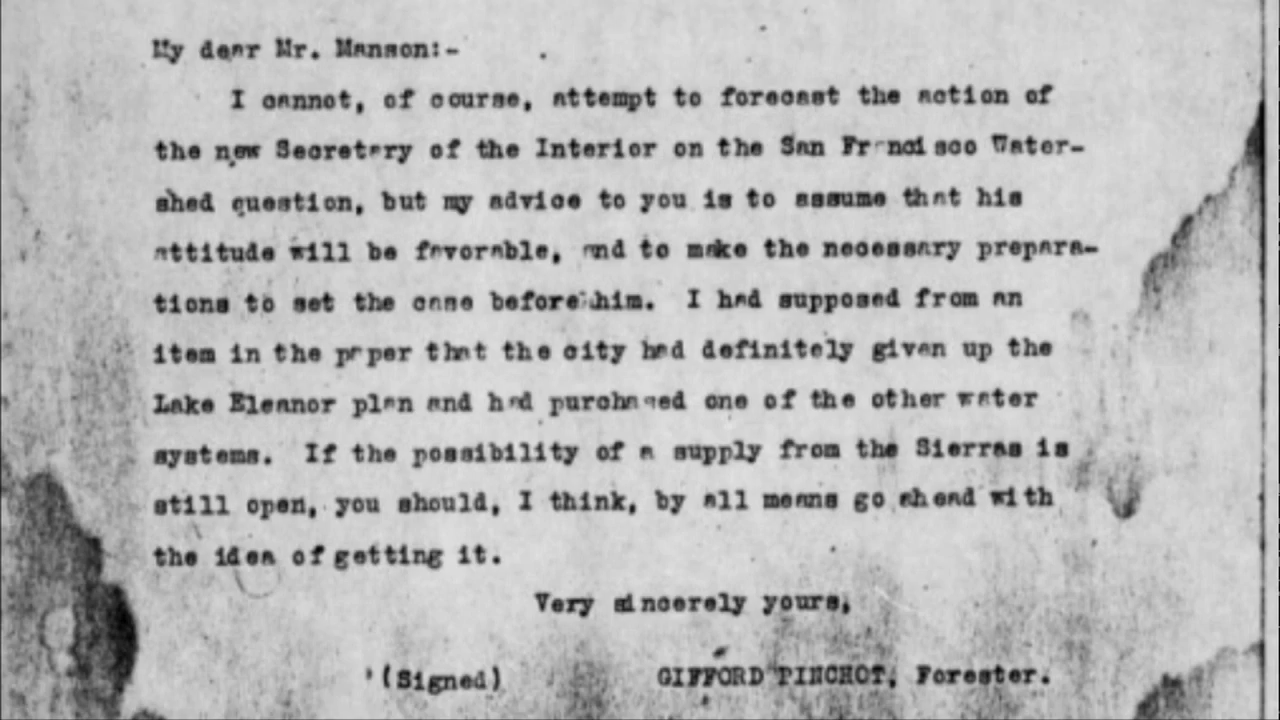 My dear Mr. Manson:-
I cannot, of course, attempt to forecast the action of
the new Secretary of the Interior on the San Francisco Water-
shed question, but my advice to you is to assume that his
attitude will be favorable, and to make the necessary prepara-
tions to set the case before him. I had supposed from an
item in the paper that the city had definitely given up the
Lake Eleanor plan and had purchased one of the other water
systems. If the possibility of a supply from the Sierras is
still open, you should, I think, by all means go ahead with
the idea of getting it.
Very sincerely yours,
(Signed) GIFFORD PINCHOT, Forester.